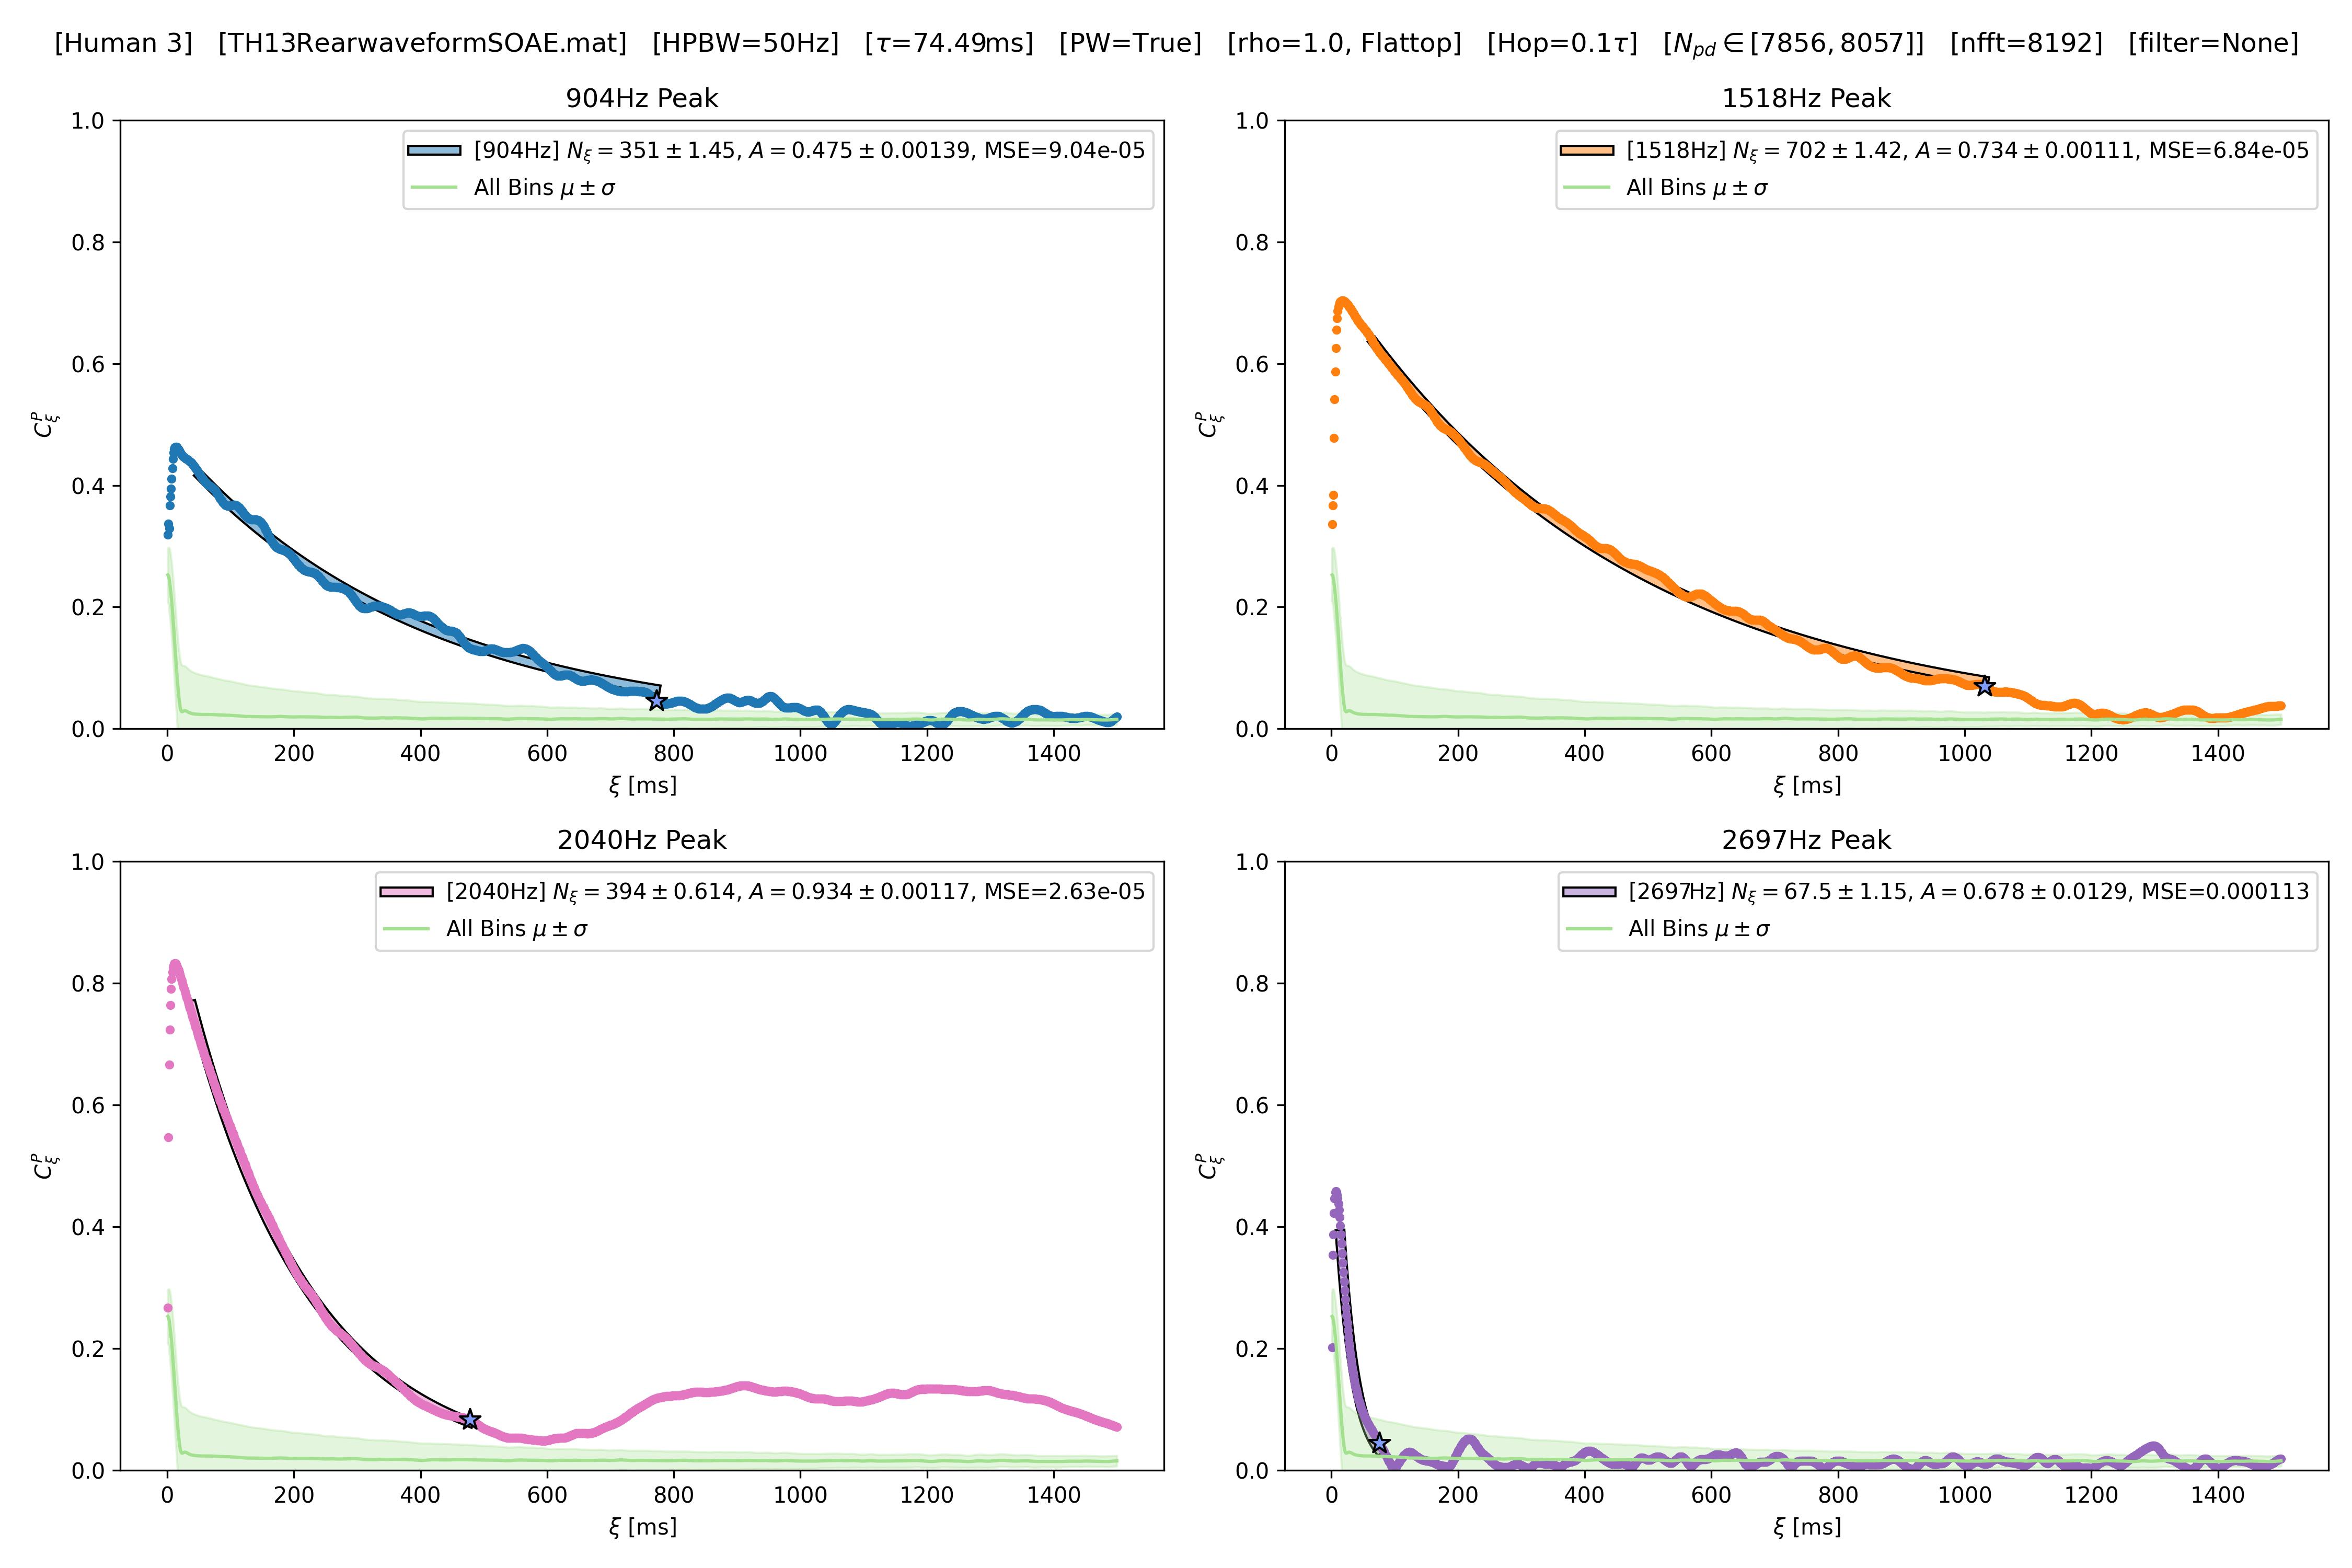 [Human 3] [TH13RearwaveformSOAE.mat] [HPBW=50Hz] [τ=74.49ms] [PW=True] [rho=1.0, Flattop] [Hop=0.1τ] [N_pd ∈ [7856, 8057]] [nfft=8192] [filter=None]
904Hz Peak
[904Hz] N_ξ = 351 ± 1.45, A = 0.475 ± 0.00139, MSE=9.04e-05
All Bins μ ± σ
1.0
0.8
0.6
0.4
0.2
0.0
C_ξ^P
0 200 400 600 800 1000 1200 1400
ξ [ms]
1518Hz Peak
[1518Hz] N_ξ = 702 ± 1.42, A = 0.734 ± 0.00111, MSE=6.84e-05
All Bins μ ± σ
1.0
0.8
0.6
0.4
0.2
0.0
C_ξ^P
0 200 400 600 800 1000 1200 1400
ξ [ms]
2040Hz Peak
[2040Hz] N_ξ = 394 ± 0.614, A = 0.934 ± 0.00117, MSE=2.63e-05
All Bins μ ± σ
1.0
0.8
0.6
0.4
0.2
0.0
C_ξ^P
0 200 400 600 800 1000 1200 1400
ξ [ms]
2697Hz Peak
[2697Hz] N_ξ = 67.5 ± 1.15, A = 0.678 ± 0.0129, MSE=0.000113
All Bins μ ± σ
1.0
0.8
0.6
0.4
0.2
0.0
C_ξ^P
0 200 400 600 800 1000 1200 1400
ξ [ms]